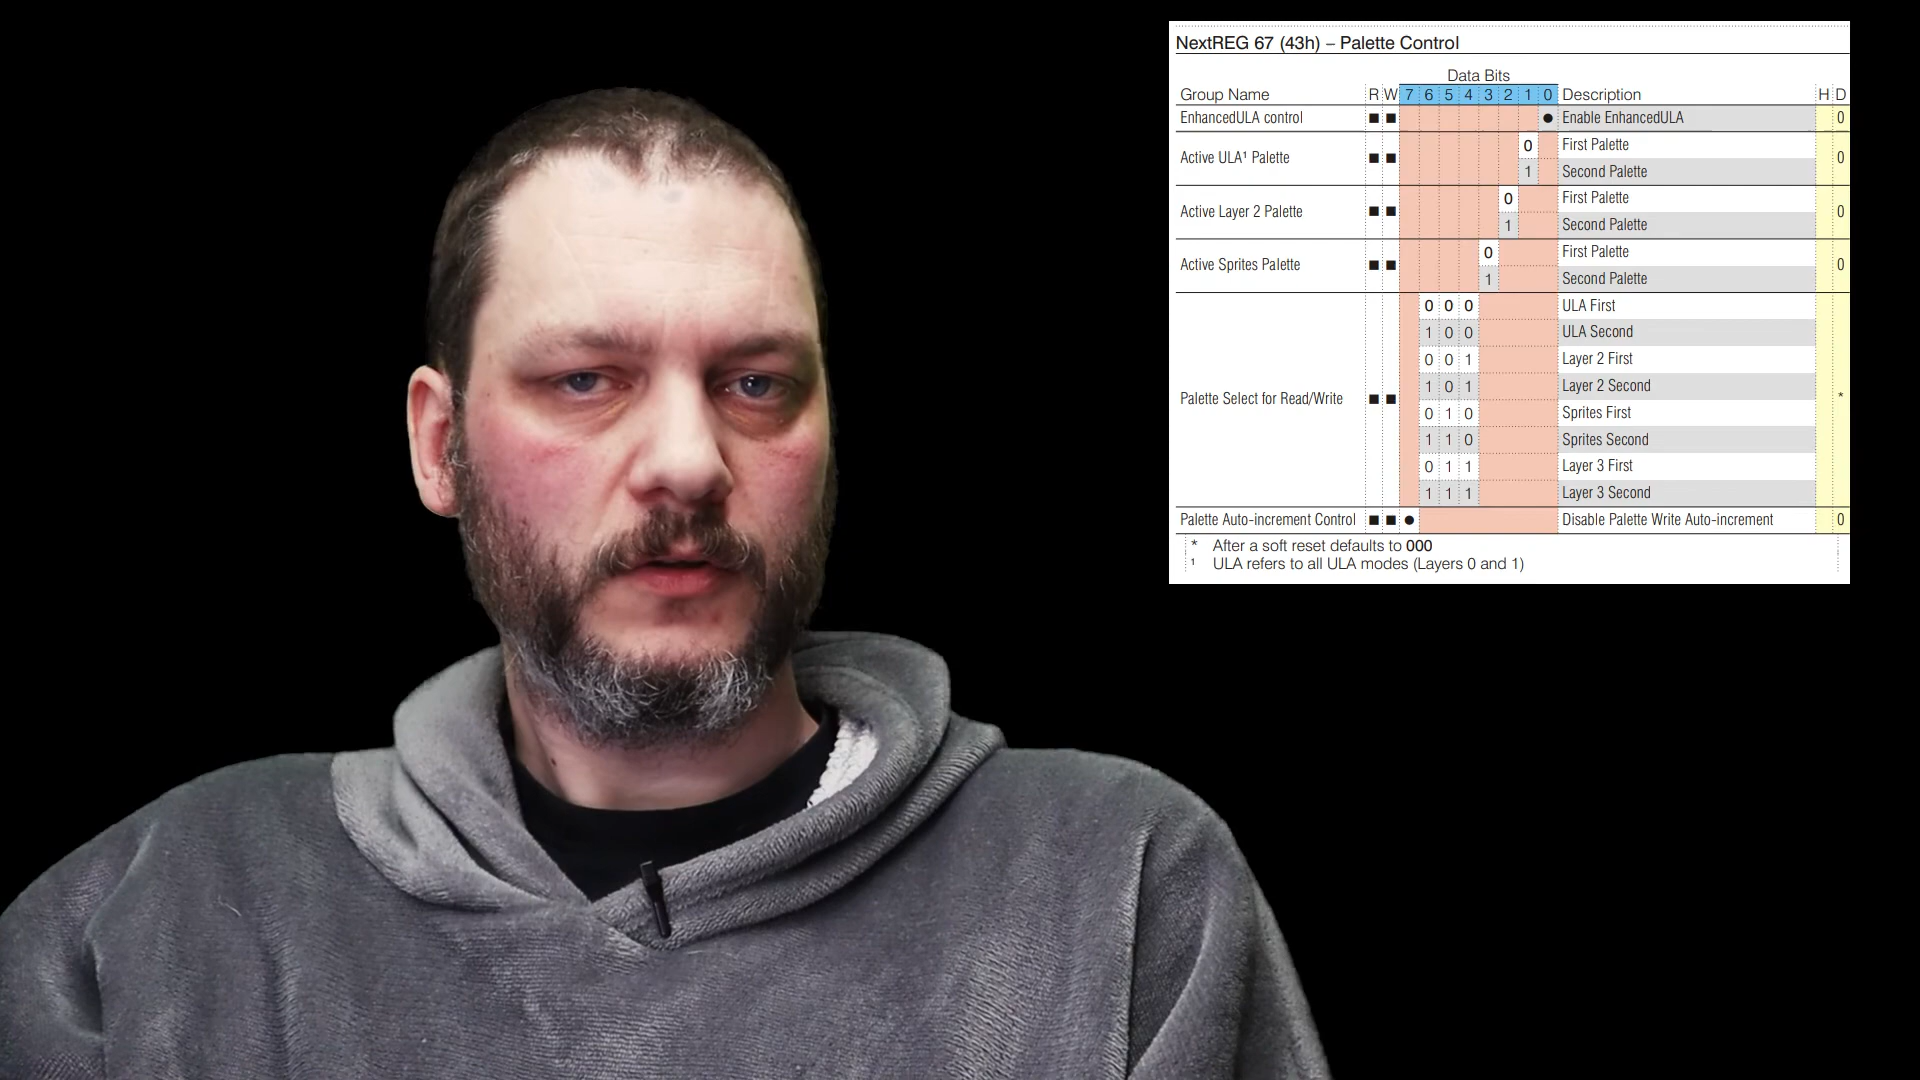 NextREG 67 (43h) – Palette Control
Data Bits
Group Name R W 7 6 5 4 3 2 1 0 Description H D
EnhancedULA control ■ ■ ● Enable EnhancedULA 0
0 First Palette
Active ULA¹ Palette ■ ■ 0
1 Second Palette
0 First Palette
Active Layer 2 Palette ■ ■ 0
1 Second Palette
0 First Palette
Active Sprites Palette ■ ■ 0
1 Second Palette
0 0 0 ULA First
1 0 0 ULA Second
0 0 1 Layer 2 First
1 0 1 Layer 2 Second
Palette Select for Read/Write ■ ■ *
0 1 0 Sprites First
1 1 0 Sprites Second
0 1 1 Layer 3 First
1 1 1 Layer 3 Second
Palette Auto-increment Control ■ ■ ● Disable Palette Write Auto-increment 0
* After a soft reset defaults to 000
¹ ULA refers to all ULA modes (Layers 0 and 1)